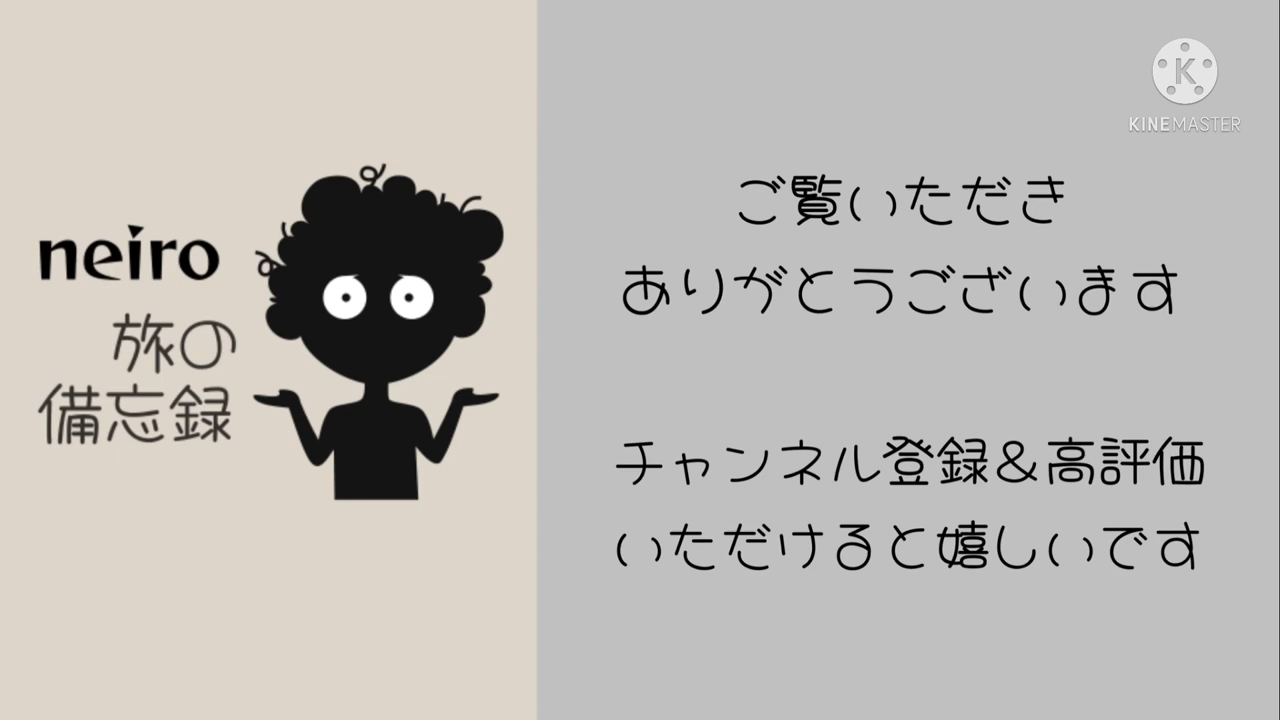 neiro
旅の
備忘録
K
KINEMASTER
ご覧いただき
ありがとうございます
チャンネル登録&高評価
いただけると嬉しいです